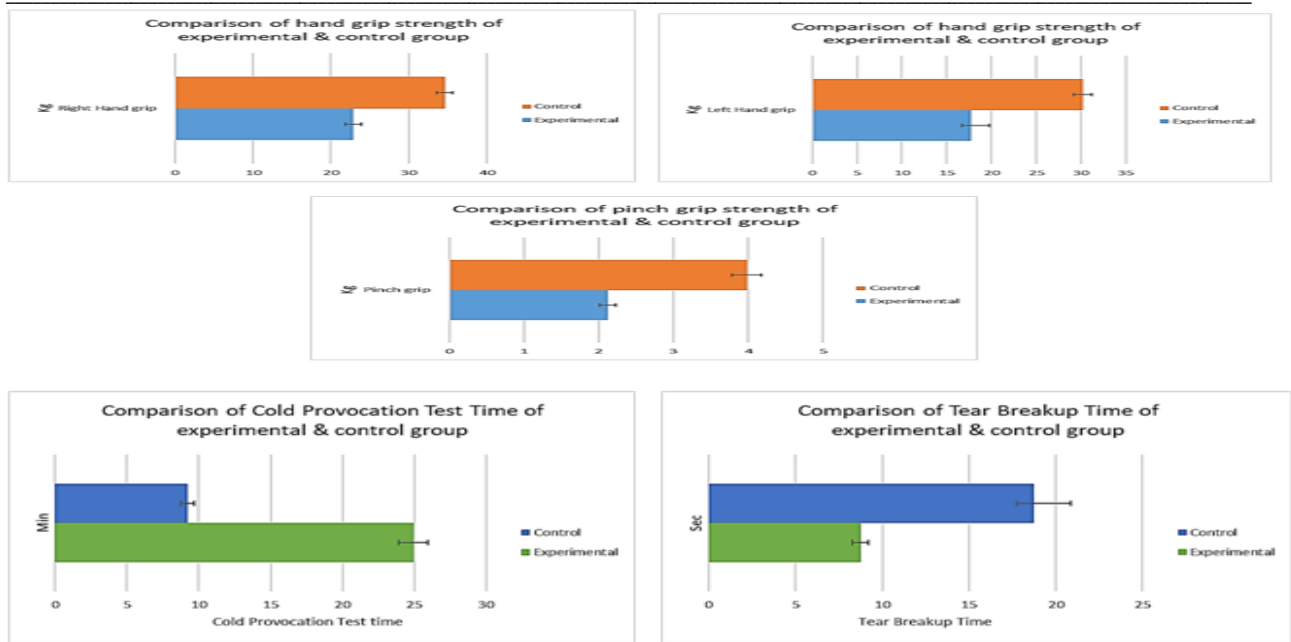 Comparison of hand grip strength of
experimental & control group
Kg Right Hand grip
Control
Experimental
0 10 20 30 40
Comparison of hand grip strength of
experimental & control group
Kg Left Hand grip
Control
Experimental
0 5 10 15 20 25 30 35
Comparison of pinch grip strength of
experimental & control group
Kg Pinch grip
Control
Experimental
0 1 2 3 4 5
Comparison of Cold Provocation Test Time of
experimental & control group
Min
Control
Experimental
0 5 10 15 20 25 30
Cold Provocation Test time
Comparison of Tear Breakup Time of
experimental & control group
Sec
Control
Experimental
0 5 10 15 20 25
Tear Breakup Time